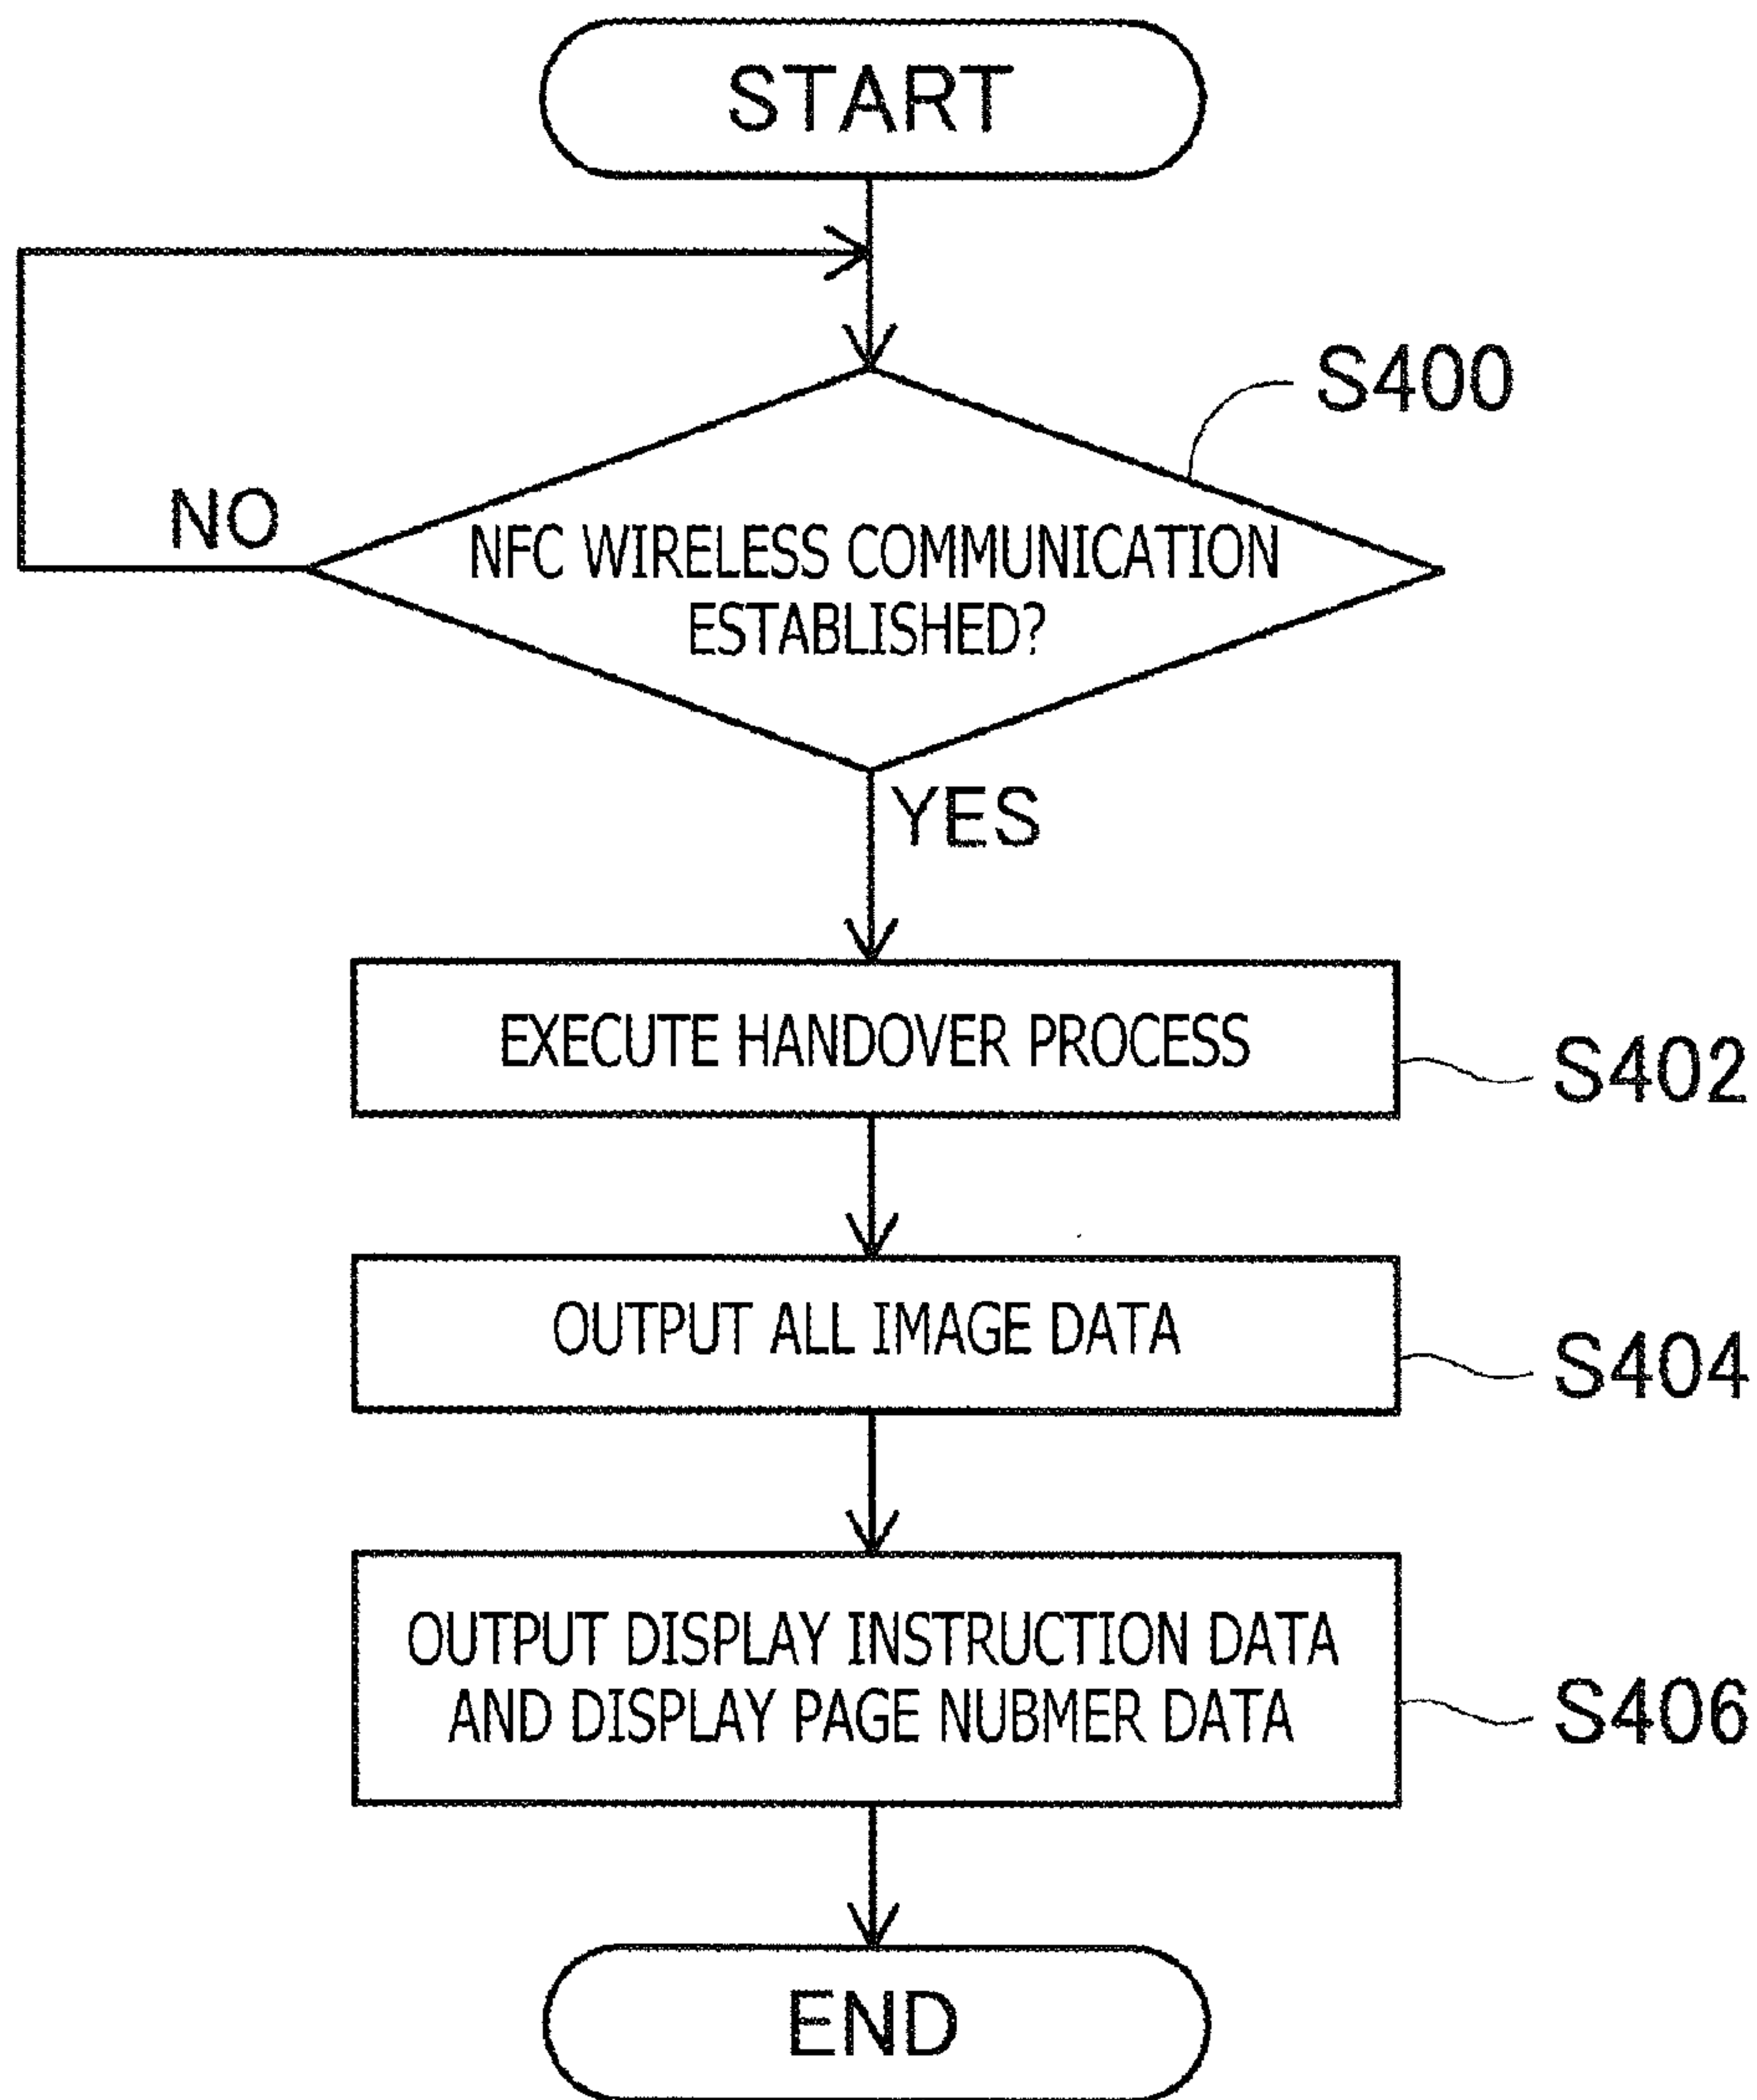 START
S400
NO
NFC WIRELESS COMMUNICATION
ESTABLISHED?
YES
EXECUTE HANDOVER PROCESS
S402
OUTPUT ALL IMAGE DATA
S404
OUTPUT DISPLAY INSTRUCTION DATA
AND DISPLAY PAGE NUBMER DATA
S406
END